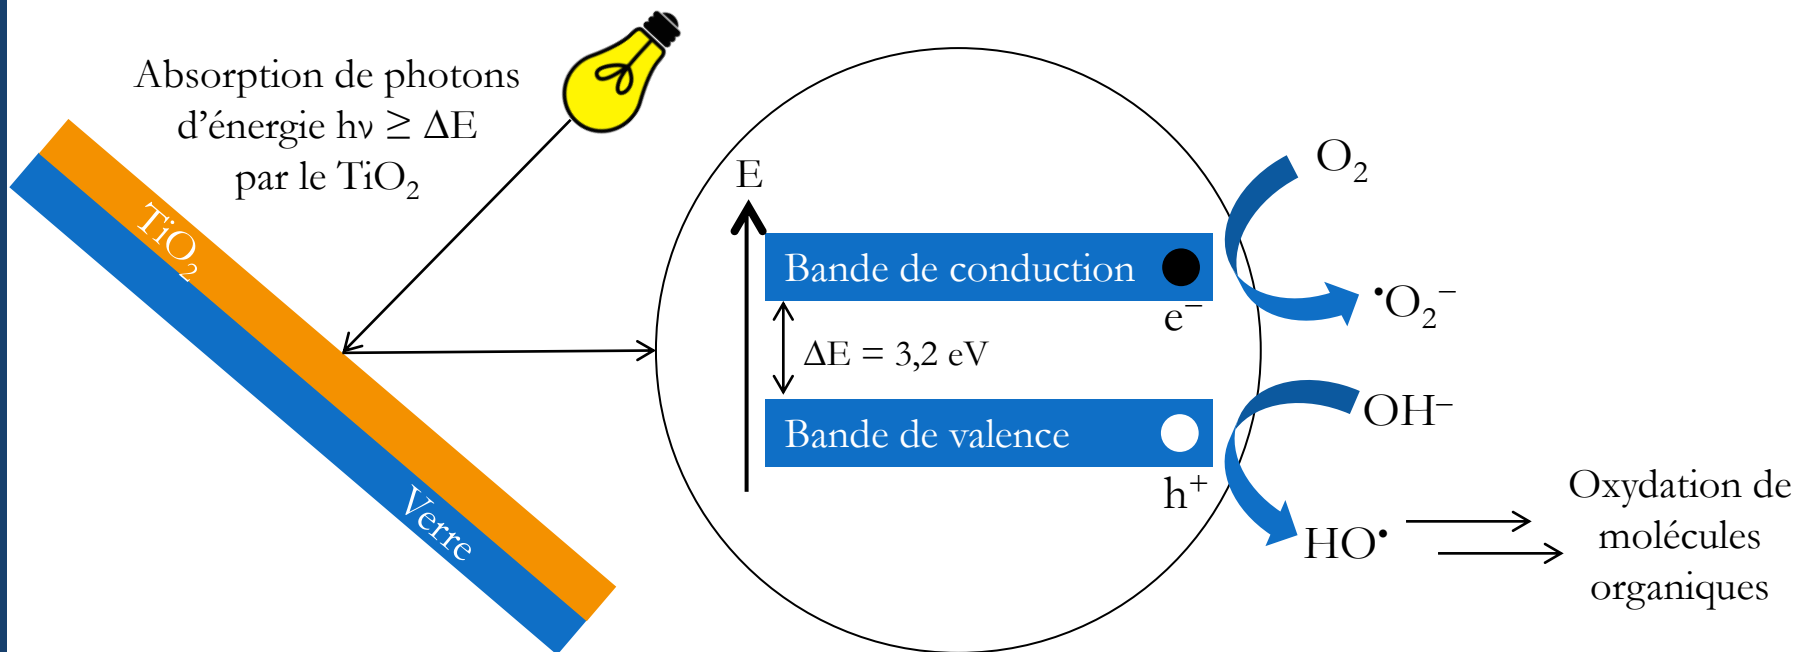 Absorption de photons
d’énergie hν ≥ ΔE
par le TiO₂
TiO₂
Verre
E
Bande de conduction
e⁻
ΔE = 3,2 eV
Bande de valence
h⁺
O₂
•O₂⁻
OH⁻
HO•
Oxydation de
molécules
organiques